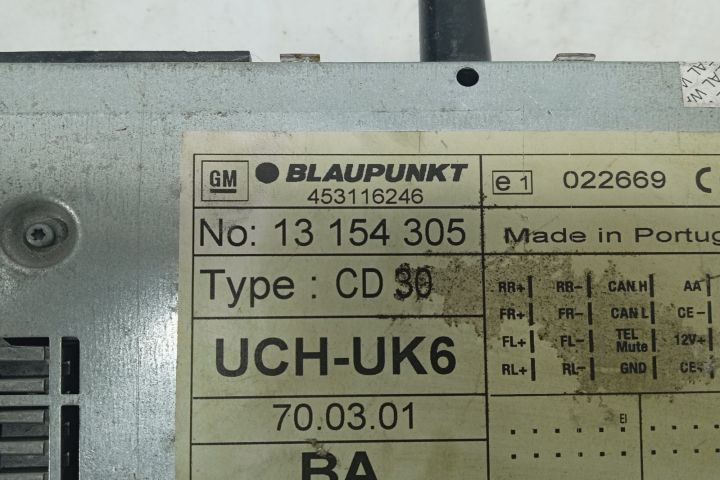 GM BLAUPUNKT
453116246
e1 022669
No: 13 154 305
Made in Portug
Type : CD 30
UCH-UK6
70.03.01
BA
RR+ RR- CAN H AA
FR+ FR- CAN L CE-
FL+ FL- TEL Mute 12V+
RL+ RL- GND CE+